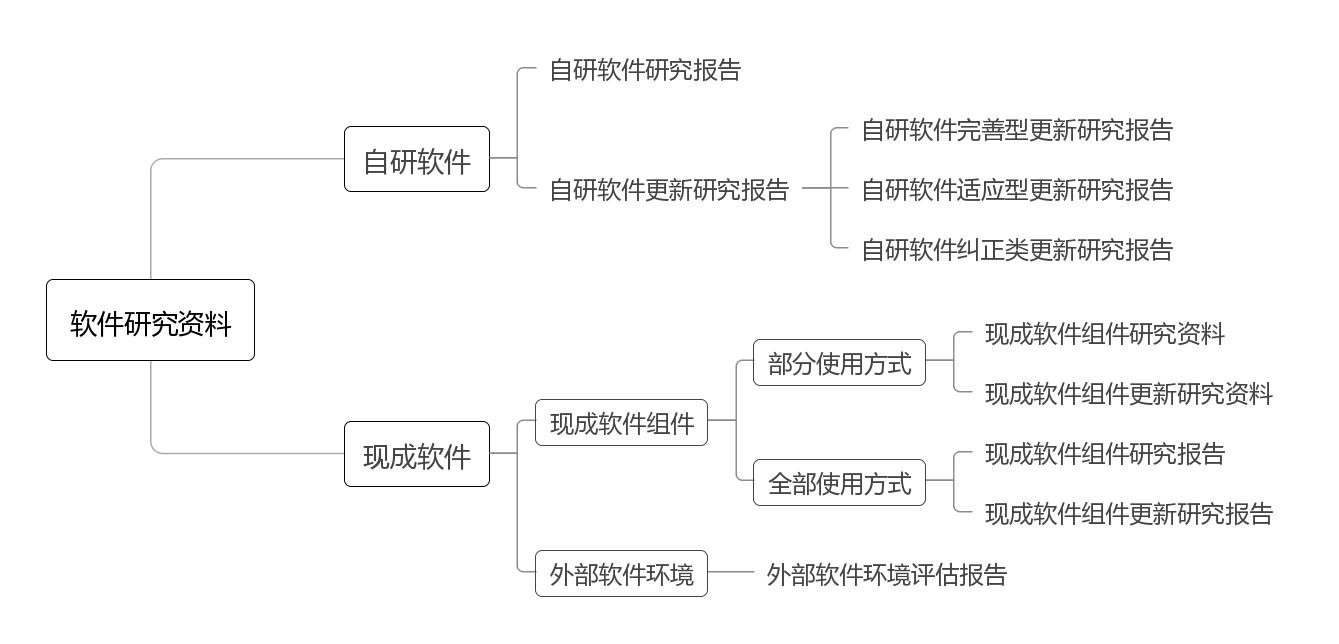 自研软件研究报告
自研软件完善型更新研究报告
自研软件
自研软件更新研究报告
自研软件适应型更新研究报告
自研软件纠正类更新研究报告
软件研究资料
现成软件组件研究资料
部分使用方式
现成软件组件更新研究资料
现成软件组件
现成软件
现成软件组件研究报告
全部使用方式
现成软件组件更新研究报告
外部软件环境
外部软件环境评估报告